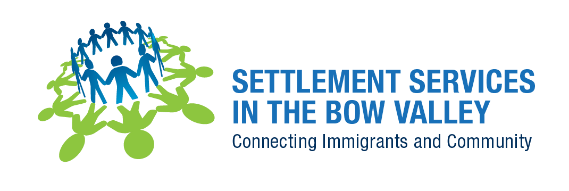 SETTLEMENT SERVICES
IN THE BOW VALLEY
Connecting Immigrants and Community